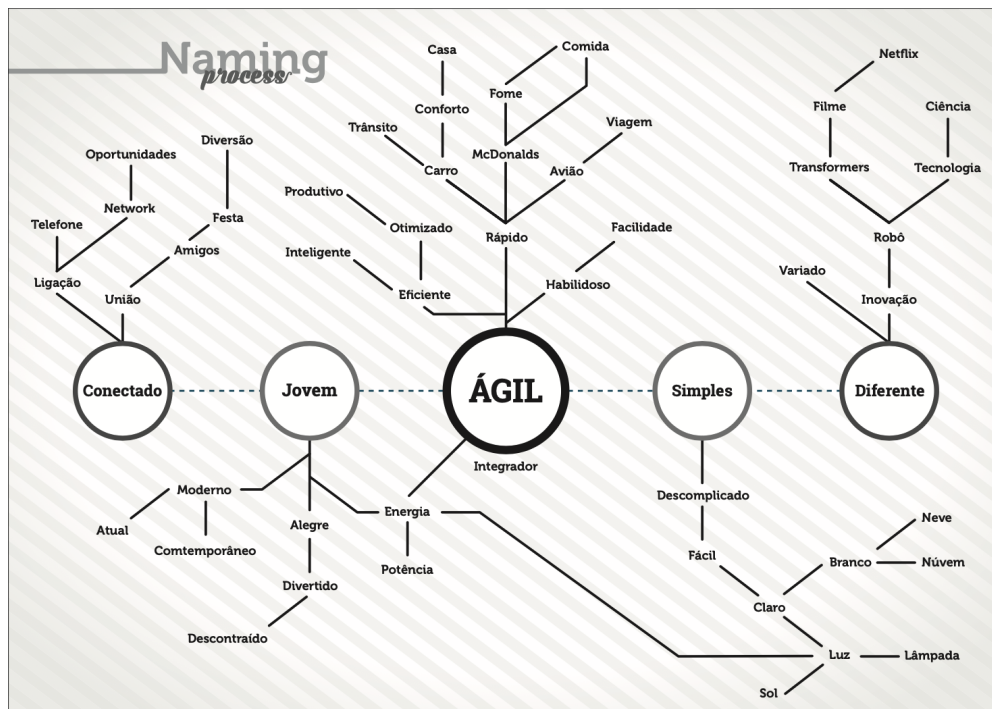 Naming
process
Casa
Comida
Netflix
Fome
Conforto
Filme
Ciência
Trânsito
Viagem
Diversão
Oportunidades
McDonalds
Carro
Avião
Transformers
Tecnologia
Produtivo
Network
Festa
Telefone
Otimizado
Rápido
Facilidade
Robô
Amigos
Inteligente
Variado
Ligação
Habilidoso
União
Eficiente
Inovação
Conectado
Jovem
ÁGIL
Simples
Diferente
Integrador
Moderno
Descomplicado
Energia
Neve
Atual
Alegre
Comtemporâneo
Fácil
Branco
Núvem
Potência
Divertido
Claro
Descontraído
Luz
Lâmpada
Sol